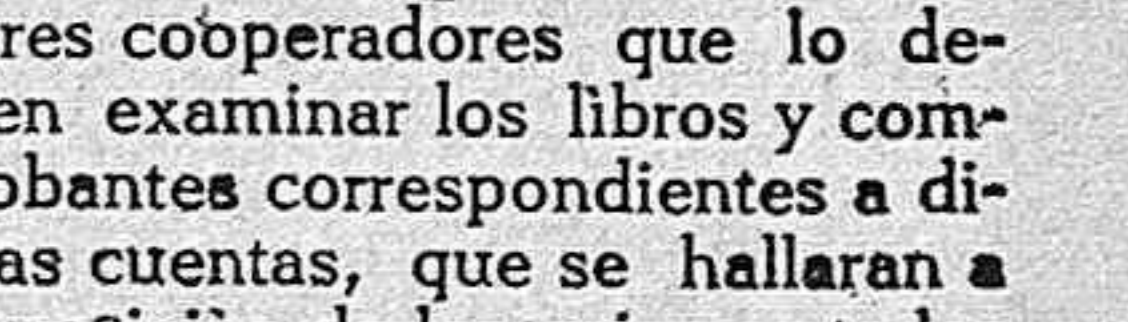 res cooperadores que lo de-
en examinar los libros y com-
obantes correspondientes a di-
as cuentas, que se hallaran a